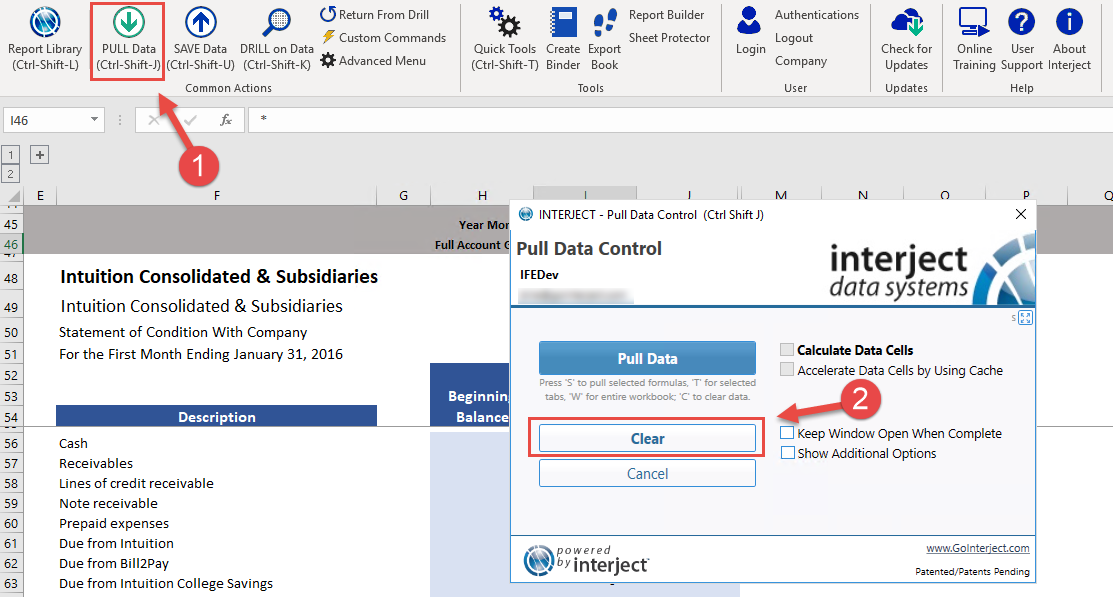 Report Library
(Ctrl-Shift-L)
PULL Data
(Ctrl-Shift-J)
SAVE Data
(Ctrl-Shift-U)
DRILL on Data
(Ctrl-Shift-K)
Return From Drill
Custom Commands
Advanced Menu
Common Actions
Quick Tools
(Ctrl-Shift-T)
Create
Binder
Export
Book
Report Builder
Sheet Protector
Tools
Login
Authentications
Logout
Company
User
Check for
Updates
Updates
Online
Training
User
Support
About
Interject
Help
1
I46
fx
*
1
2
E F G H I J M N O P Q
45 Year Mon
46 Full Account G
47
48 Intuition Consolidated & Subsidiaries
49 Intuition Consolidated & Subsidiaries
50 Statement of Condition With Company
51 For the First Month Ending January 31, 2016
52
53 Beginning
54 Description Balance
56 Cash
57 Receivables
58 Lines of credit receivable
59 Note receivable
60 Prepaid expenses
61 Due from Intuition
62 Due from Bill2Pay
63 Due from Intuition College Savings -
INTERJECT - Pull Data Control (Ctrl Shift J)
Pull Data Control
IFEDev
interject
data systems
S
Pull Data
Press 'S' to pull selected formulas, 'T' for selected
tabs, 'W' for entire workbook; 'C' to clear data.
Calculate Data Cells
Accelerate Data Cells by Using Cache
2
Clear
Keep Window Open When Complete
Show Additional Options
Cancel
powered
by interject
www.GoInterject.com
Patented/Patents Pending